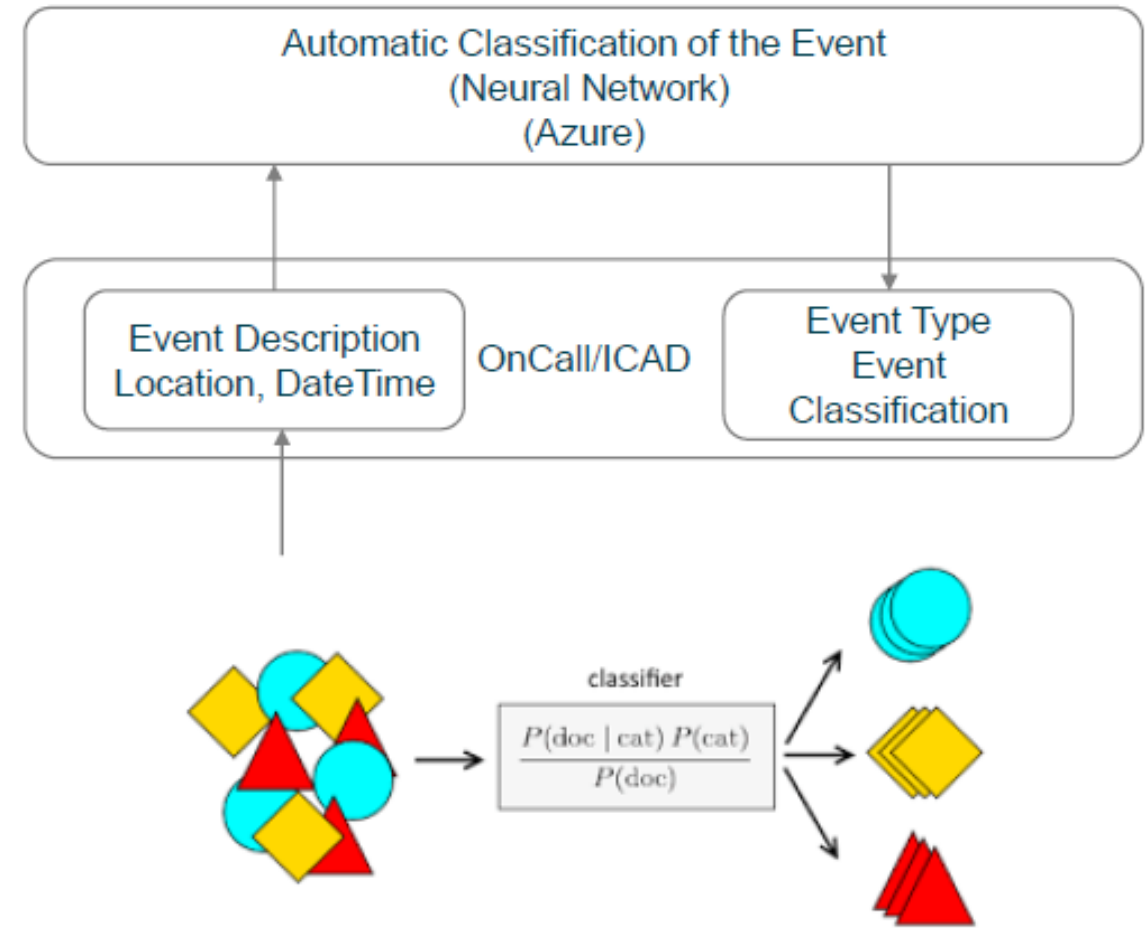 Automatic Classification of the Event
(Neural Network)
(Azure)
Event Description
Location, DateTime
OnCall/ICAD
Event Type
Event
Classification
classifier
P(doc | cat) P(cat)
P(doc)